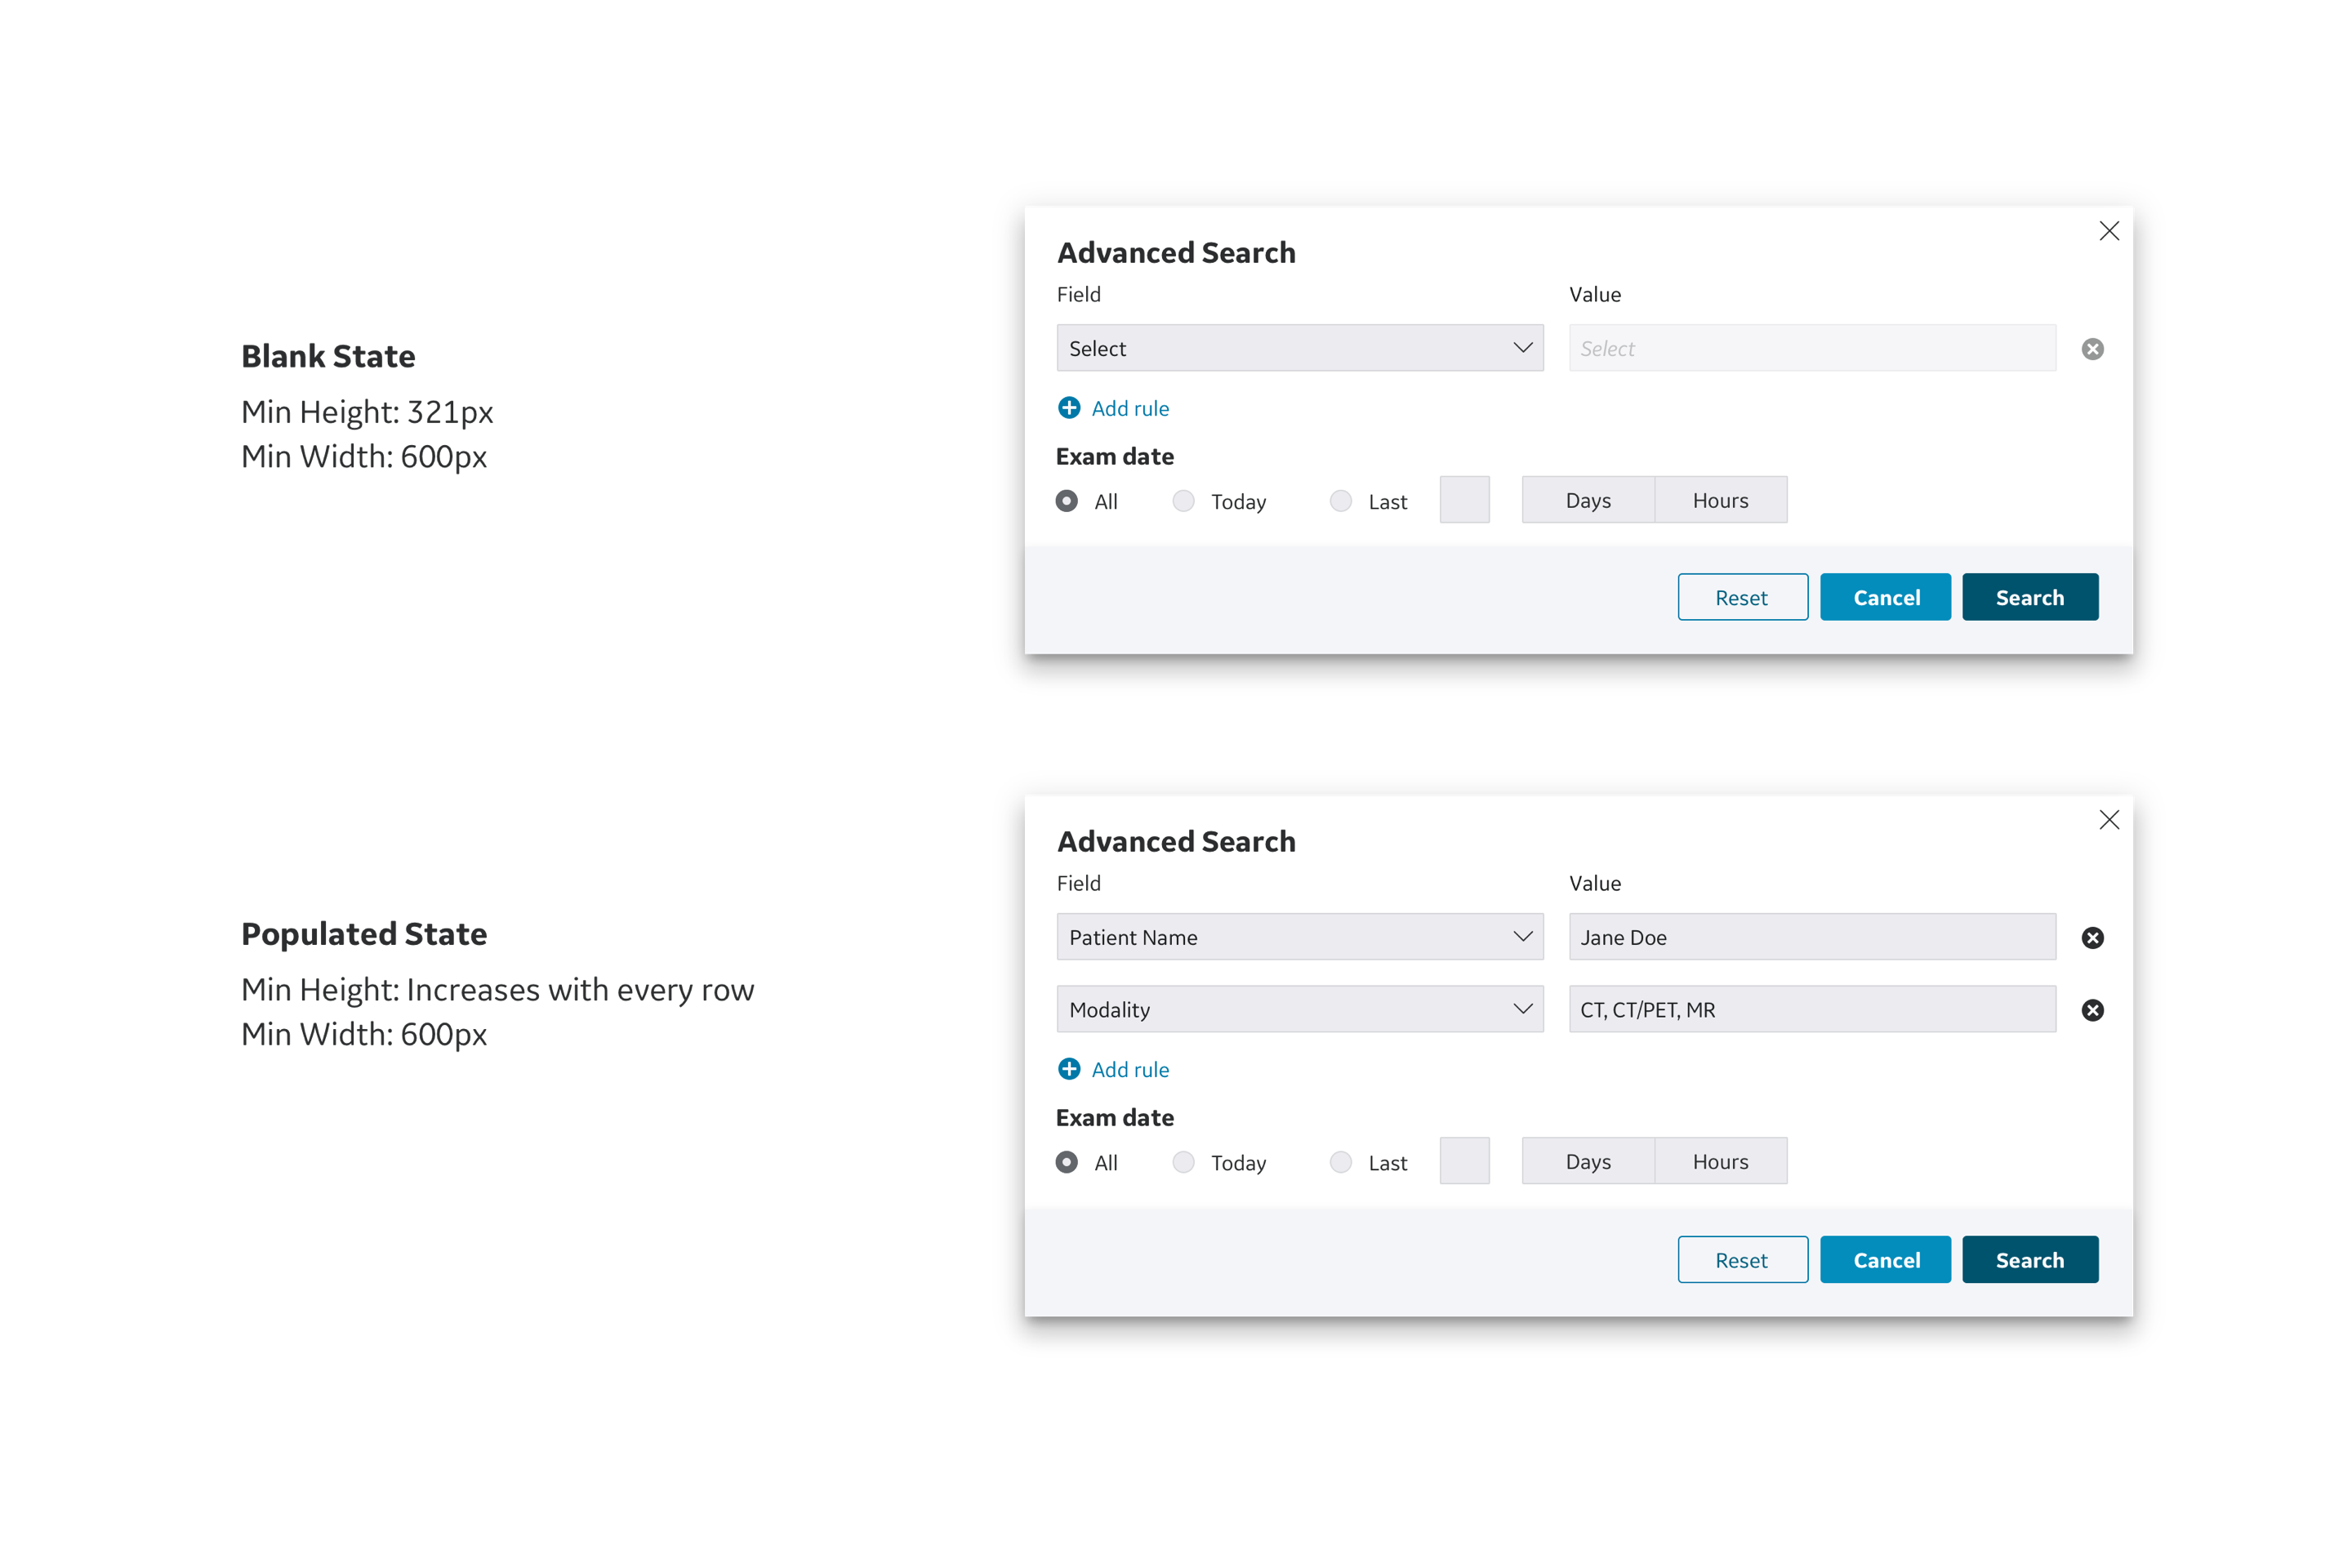 Blank State
Min Height: 321px
Min Width: 600px
Advanced Search
Field Value
Select Select
Add rule
Exam date
All Today Last Days Hours
Reset Cancel Search
Populated State
Min Height: Increases with every row
Min Width: 600px
Advanced Search
Field Value
Patient Name Jane Doe
Modality CT, CT/PET, MR
Add rule
Exam date
All Today Last Days Hours
Reset Cancel Search